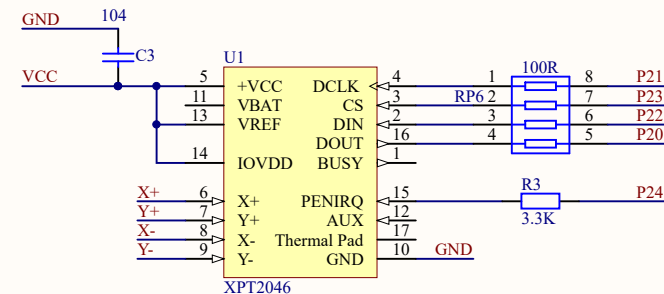 GND 104
C3
VCC
U1
5 +VCC DCLK 4 1 100R 8 P21
11 VBAT CS 3 RP6 2 7 P23
13 VREF DIN 2 3 6 P22
DOUT 16 4 5 P20
14 IOVDD BUSY 1
X+ 6 X+ PENIRQ 15 R3 3.3K P24
Y+ 7 Y+ AUX 12
X- 8 X- Thermal Pad 17
Y- 9 Y- GND 10 GND
XPT2046